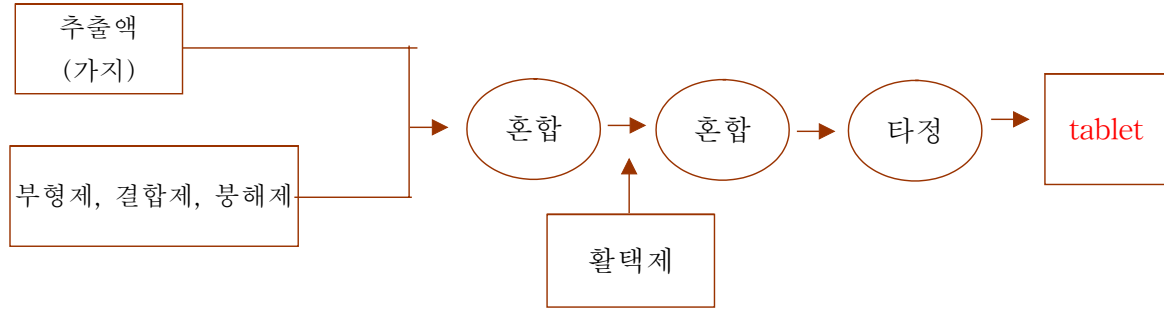 추출액
(가지)
부형제, 결합제, 붕해제
혼합
혼합
타정
tablet
활택제